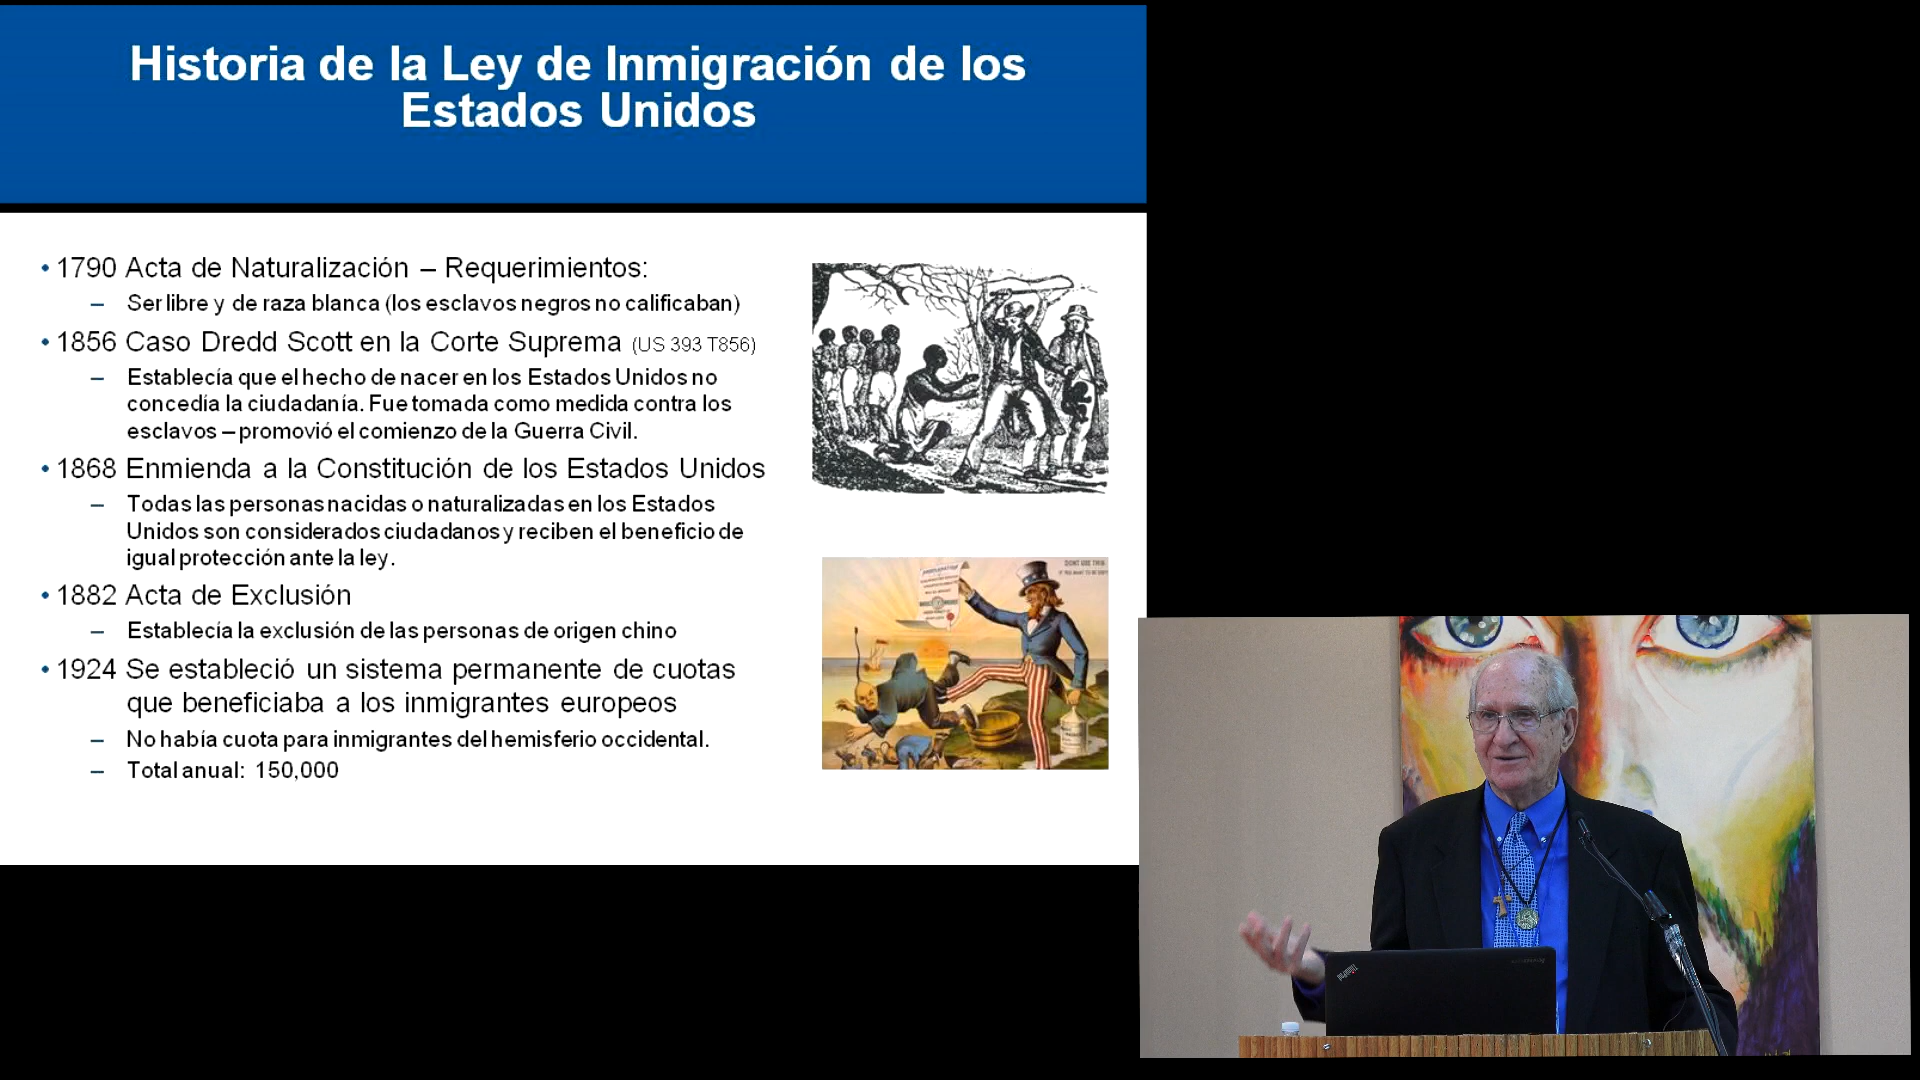 Historia de la Ley de Inmigración de los
Estados Unidos
• 1790 Acta de Naturalización – Requerimientos:
– Ser libre y de raza blanca (los esclavos negros no calificaban)
• 1856 Caso Dredd Scott en la Corte Suprema (US 393 T856)
– Establecía que el hecho de nacer en los Estados Unidos no
concedía la ciudadanía. Fue tomada como medida contra los
esclavos – promovió el comienzo de la Guerra Civil.
• 1868 Enmienda a la Constitución de los Estados Unidos
– Todas las personas nacidas o naturalizadas en los Estados
Unidos son considerados ciudadanos y reciben el beneficio de
igual protección ante la ley.
• 1882 Acta de Exclusión
– Establecía la exclusión de las personas de origen chino
• 1924 Se estableció un sistema permanente de cuotas
que beneficiaba a los inmigrantes europeos
– No había cuota para inmigrantes del hemisferio occidental.
– Total anual: 150,000
DONT USE THIS
ThinkPad